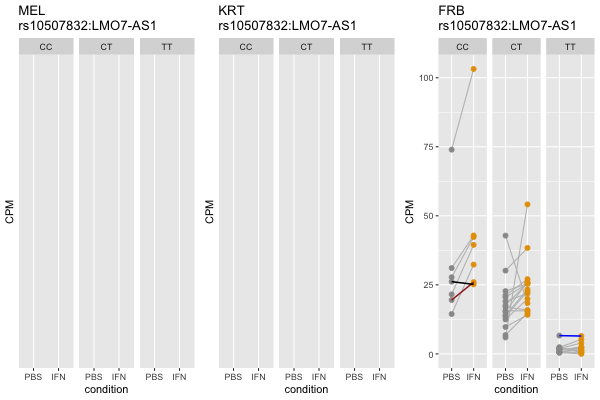 MEL
rs10507832:LMO7-AS1
CC CT TT
CPM
PBS IFN PBS IFN PBS IFN
condition
KRT
rs10507832:LMO7-AS1
CC CT TT
CPM
PBS IFN PBS IFN PBS IFN
condition
FRB
rs10507832:LMO7-AS1
CC CT TT
100
75
50
25
0
CPM
PBS IFN PBS IFN PBS IFN
condition